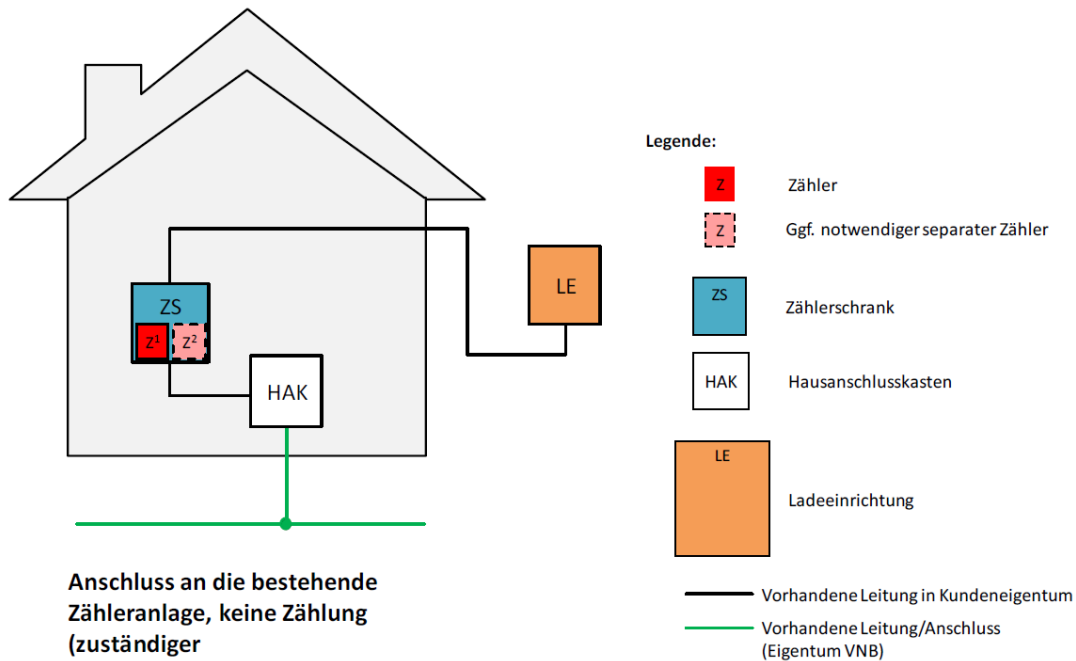 ZS
Z¹
Z²
HAK
LE
Anschluss an die bestehende
Zähleranlage, keine Zählung
(zuständiger
Legende:
Z
Zähler
Z
Ggf. notwendiger separater Zähler
ZS
Zählerschrank
HAK
Hausanschlusskasten
LE
Ladeeinrichtung
Vorhandene Leitung in Kundeneigentum
Vorhandene Leitung/Anschluss
(Eigentum VNB)